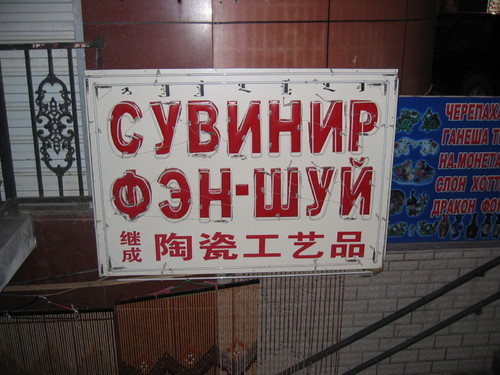 СУВИНИР
ФЭН-ШУЙ
继成 陶瓷工艺品
ЧЕРЕПАХА
ГАНЕША
НА.МОНЕТА
СЛОН ХОТТ
ДРАКОН